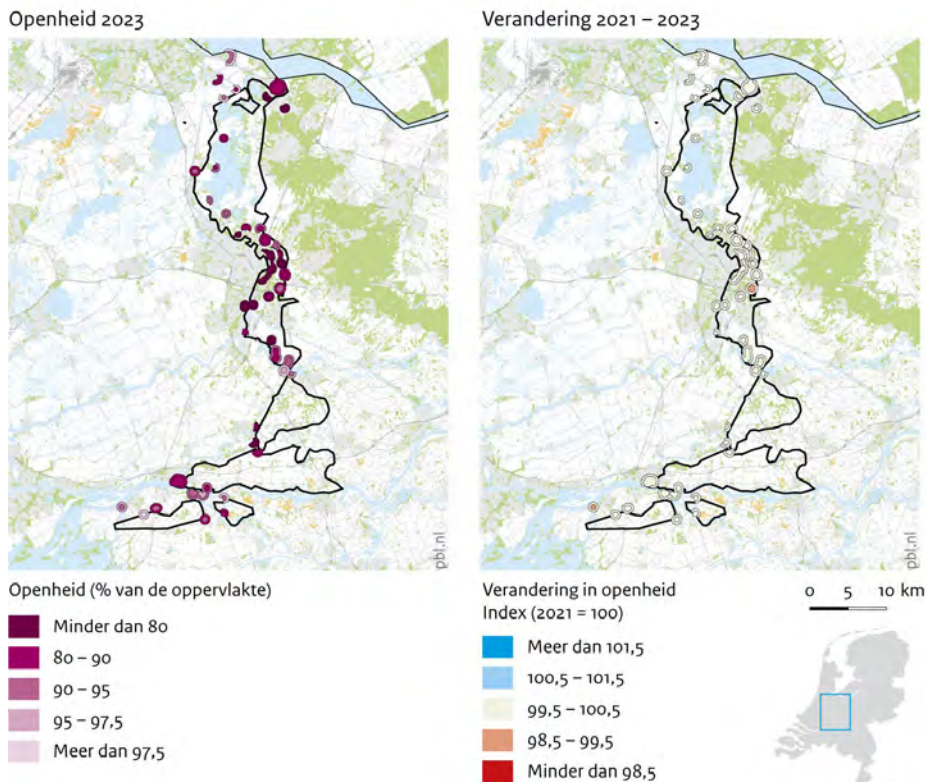 Openheid 2023
Verandering 2021 – 2023
pbl.nl
pbl.nl
Openheid (% van de oppervlakte)
Minder dan 80
80 – 90
90 – 95
95 – 97,5
Meer dan 97,5
Verandering in openheid
Index (2021 = 100)
Meer dan 101,5
100,5 – 101,5
99,5 – 100,5
98,5 – 99,5
Minder dan 98,5
0 5 10 km